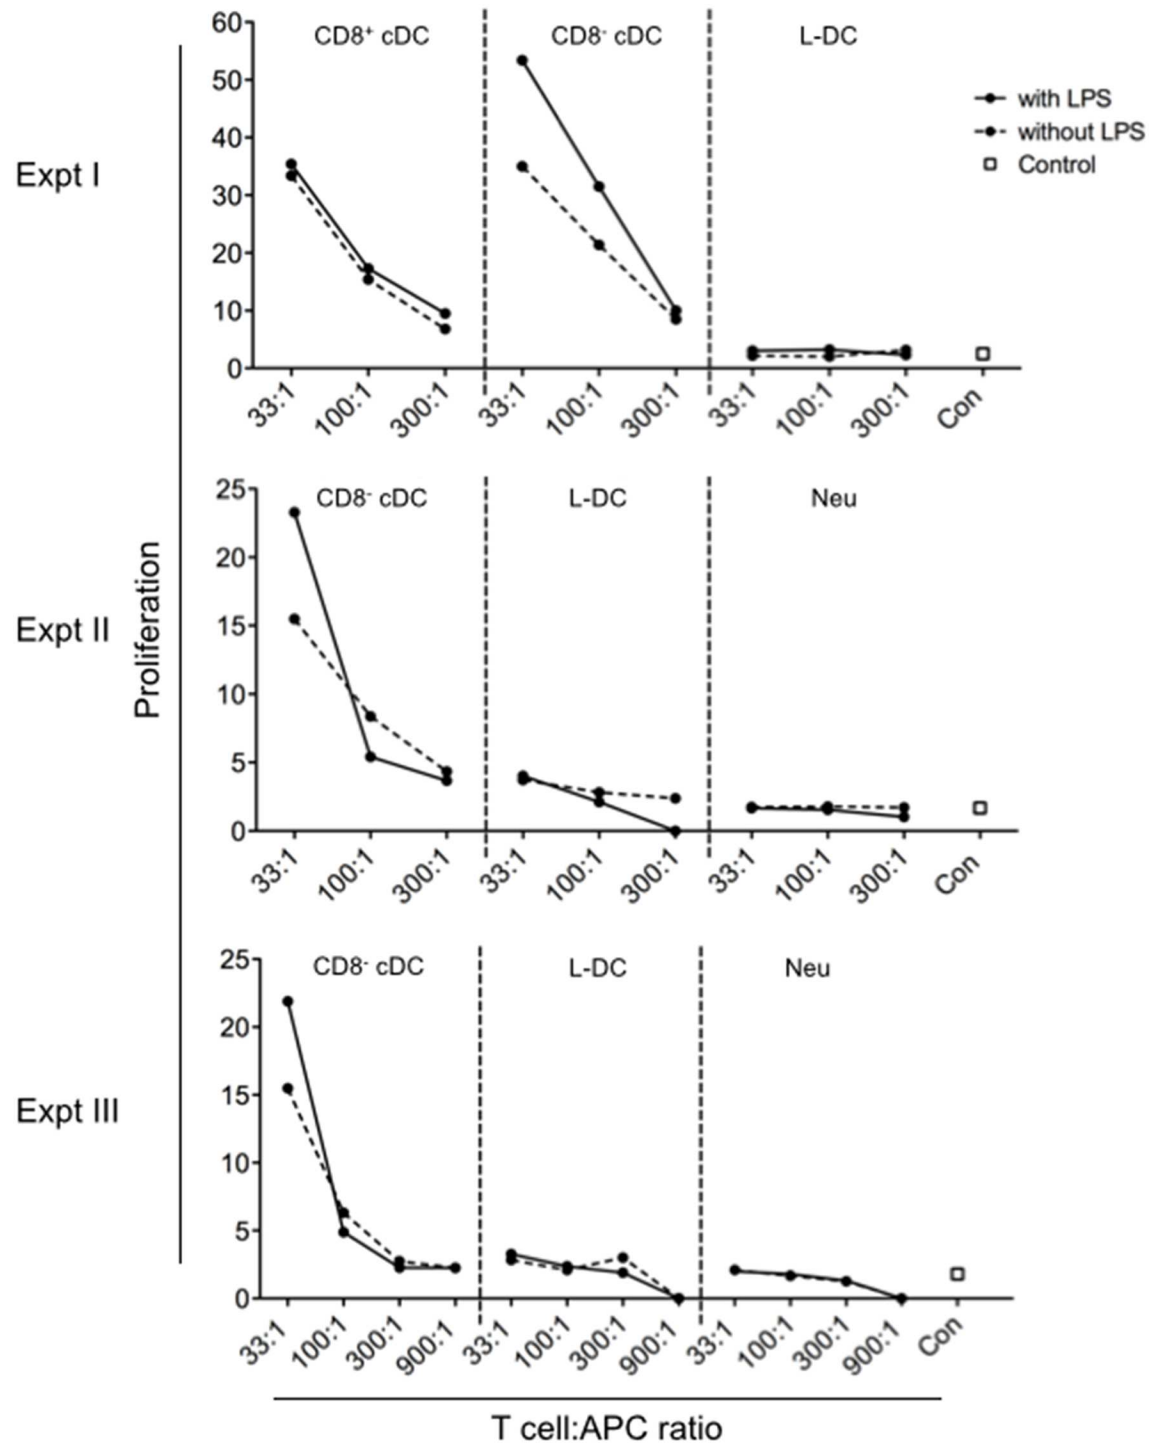 60
50
40
30
20
10
0
CD8⁺ cDC
CD8⁻ cDC
L-DC
with LPS
without LPS
Control
Expt I
33:1
100:1
300:1
33:1
100:1
300:1
33:1
100:1
300:1
Con
25
20
15
10
5
0
CD8⁻ cDC
L-DC
Neu
Expt II
Proliferation
33:1
100:1
300:1
33:1
100:1
300:1
33:1
100:1
300:1
Con
25
20
15
10
5
0
CD8⁻ cDC
L-DC
Neu
Expt III
33:1
100:1
300:1
900:1
33:1
100:1
300:1
900:1
33:1
100:1
300:1
900:1
Con
T cell:APC ratio